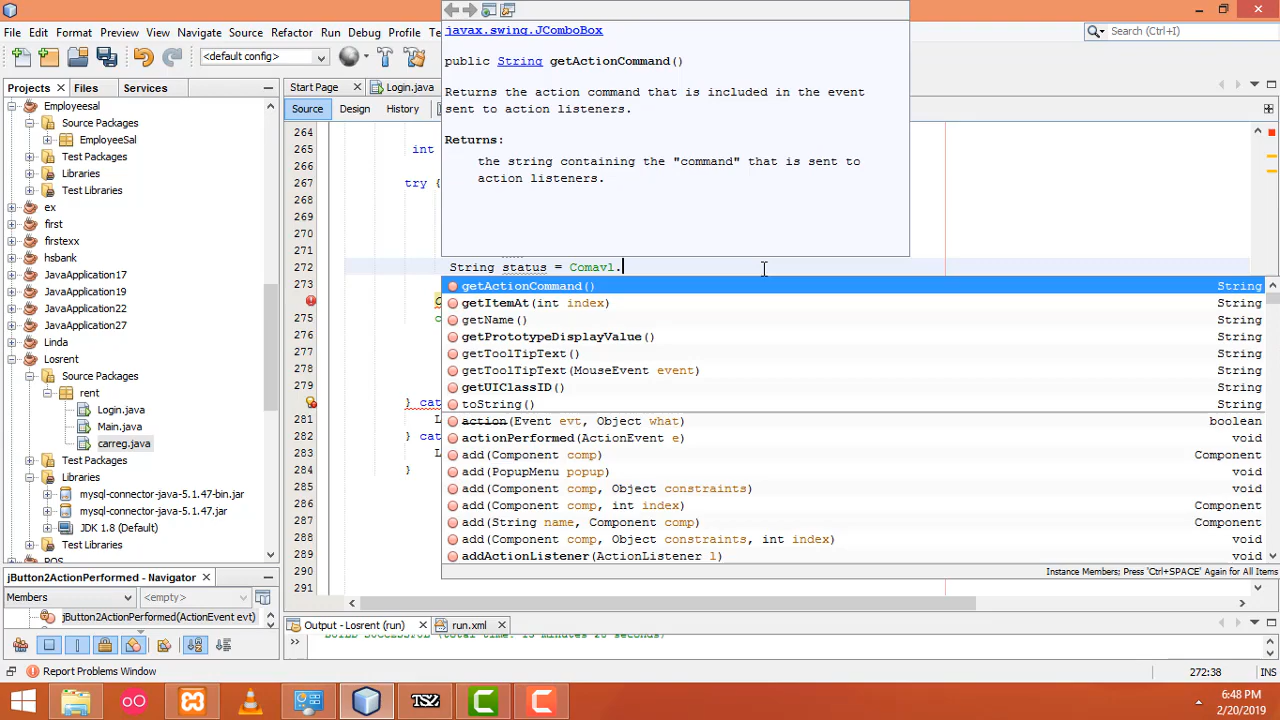 javax.swing.JComboBox
public String getActionCommand()
Returns the action command that is included in the event
sent to action listeners.
Returns:
the string containing the "command" that is sent to
action listeners.
File Edit Format View Navigate Source Refactor Run Debug Profile Te
Search (Ctrl+I)
<default config>
Projects Files Services
Start Page Login.java
Source Design History
Employeesal
Source Packages
EmployeeSal
Test Packages
Libraries
Test Libraries
ex
first
firstexx
hsbank
JavaApplication17
JavaApplication19
JavaApplication22
JavaApplication27
Linda
Losrent
Source Packages
rent
Login.java
Main.java
carreg.java
Test Packages
Libraries
mysql-connector-java-5.1.47-bin.jar
mysql-connector-java-5.1.47.jar
JDK 1.8 (Default)
Test Libraries
POS
264
265 int
266
267 try {
268
269
270
271
272 String status = Comavl.
273
275
276
277
278
279
} cat
281 L
282 } cat
283 L
284 }
285
286
287
288
289
290
291
getActionCommand() String
getItemAt(int index) String
getName() String
getPrototypeDisplayValue() String
getToolTipText() String
getToolTipText(MouseEvent event) String
getUIClassID() String
toString() String
action(Event evt, Object what) boolean
actionPerformed(ActionEvent e) void
add(Component comp) Component
add(PopupMenu popup) void
add(Component comp, Object constraints) void
add(Component comp, int index) Component
add(String name, Component comp) Component
add(Component comp, Object constraints, int index) void
addActionListener(ActionListener l) void
Instance Members; Press 'Ctrl+SPACE' Again for All Items
jButton2ActionPerformed - Navigator
Members <empty>
jButton2ActionPerformed(ActionEvent evt)
Output - Losrent (run) run.xml
BUILD SUCCESSFUL (total time: 15 minutes 26 seconds)
Report Problems Window
272:38 INS
TS2
6:48 PM
2/20/2019